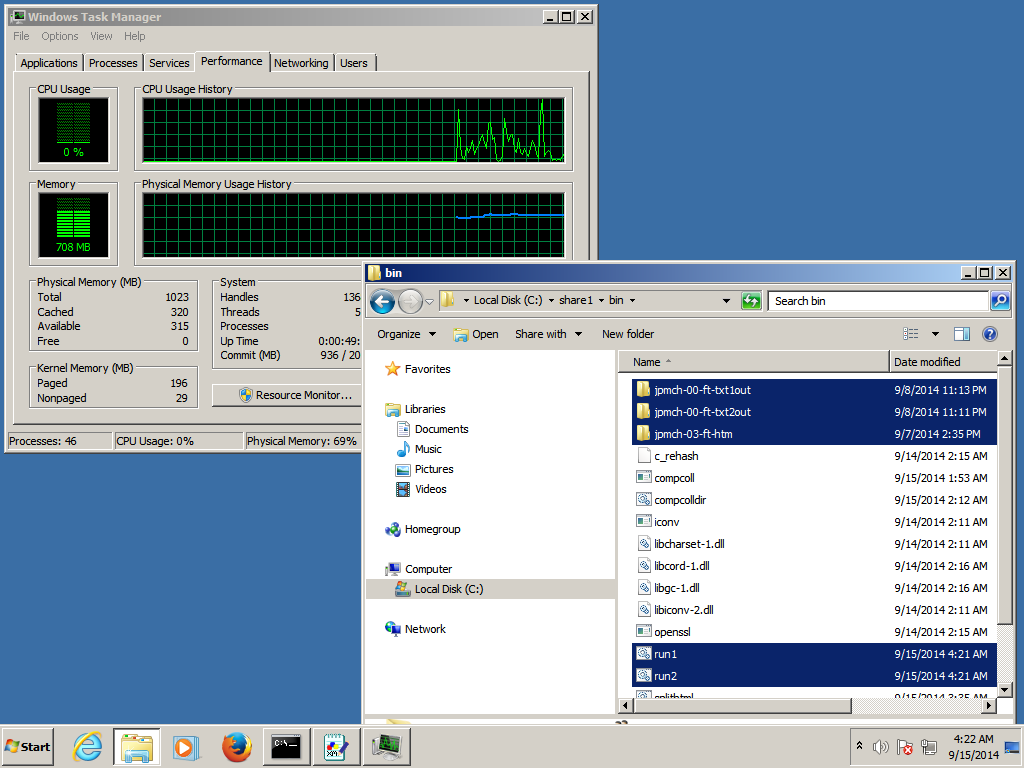 Windows Task Manager
File Options View Help
Applications Processes Services Performance Networking Users
CPU Usage
CPU Usage History
0 %
Memory
Physical Memory Usage History
708 MB
Physical Memory (MB)
Total 1023
Cached 320
Available 315
Free 0
System
Handles 136
Threads 5
Processes
Up Time 0:00:49:
Commit (MB) 936 / 20
Kernel Memory (MB)
Paged 196
Nonpaged 29
Resource Monitor...
Processes: 46 CPU Usage: 0% Physical Memory: 69%
bin
Local Disk (C:) share1 bin
Search bin
Organize Open Share with New folder
Favorites
Libraries
Documents
Music
Pictures
Videos
Homegroup
Computer
Local Disk (C:)
Network
Name Date modified
jpmch-00-ft-txt1out 9/8/2014 11:13 PM
jpmch-00-ft-txt2out 9/8/2014 11:11 PM
jpmch-03-ft-htm 9/7/2014 2:35 PM
c_rehash 9/14/2014 2:15 AM
compcoll 9/15/2014 1:53 AM
compcolldir 9/15/2014 2:12 AM
iconv 9/14/2014 2:11 AM
libcharset-1.dll 9/14/2014 2:11 AM
libcord-1.dll 9/14/2014 2:16 AM
libgc-1.dll 9/14/2014 2:16 AM
libiconv-2.dll 9/14/2014 2:11 AM
openssl 9/14/2014 2:15 AM
run1 9/15/2014 4:21 AM
run2 9/15/2014 4:21 AM
Start
C:\_
4:22 AM
9/15/2014